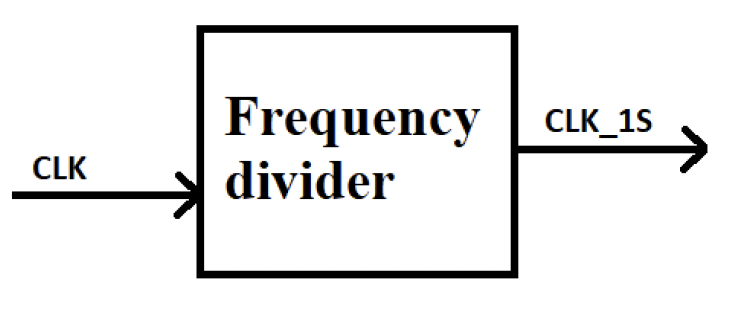 CLK
Frequency
divider
CLK_1S